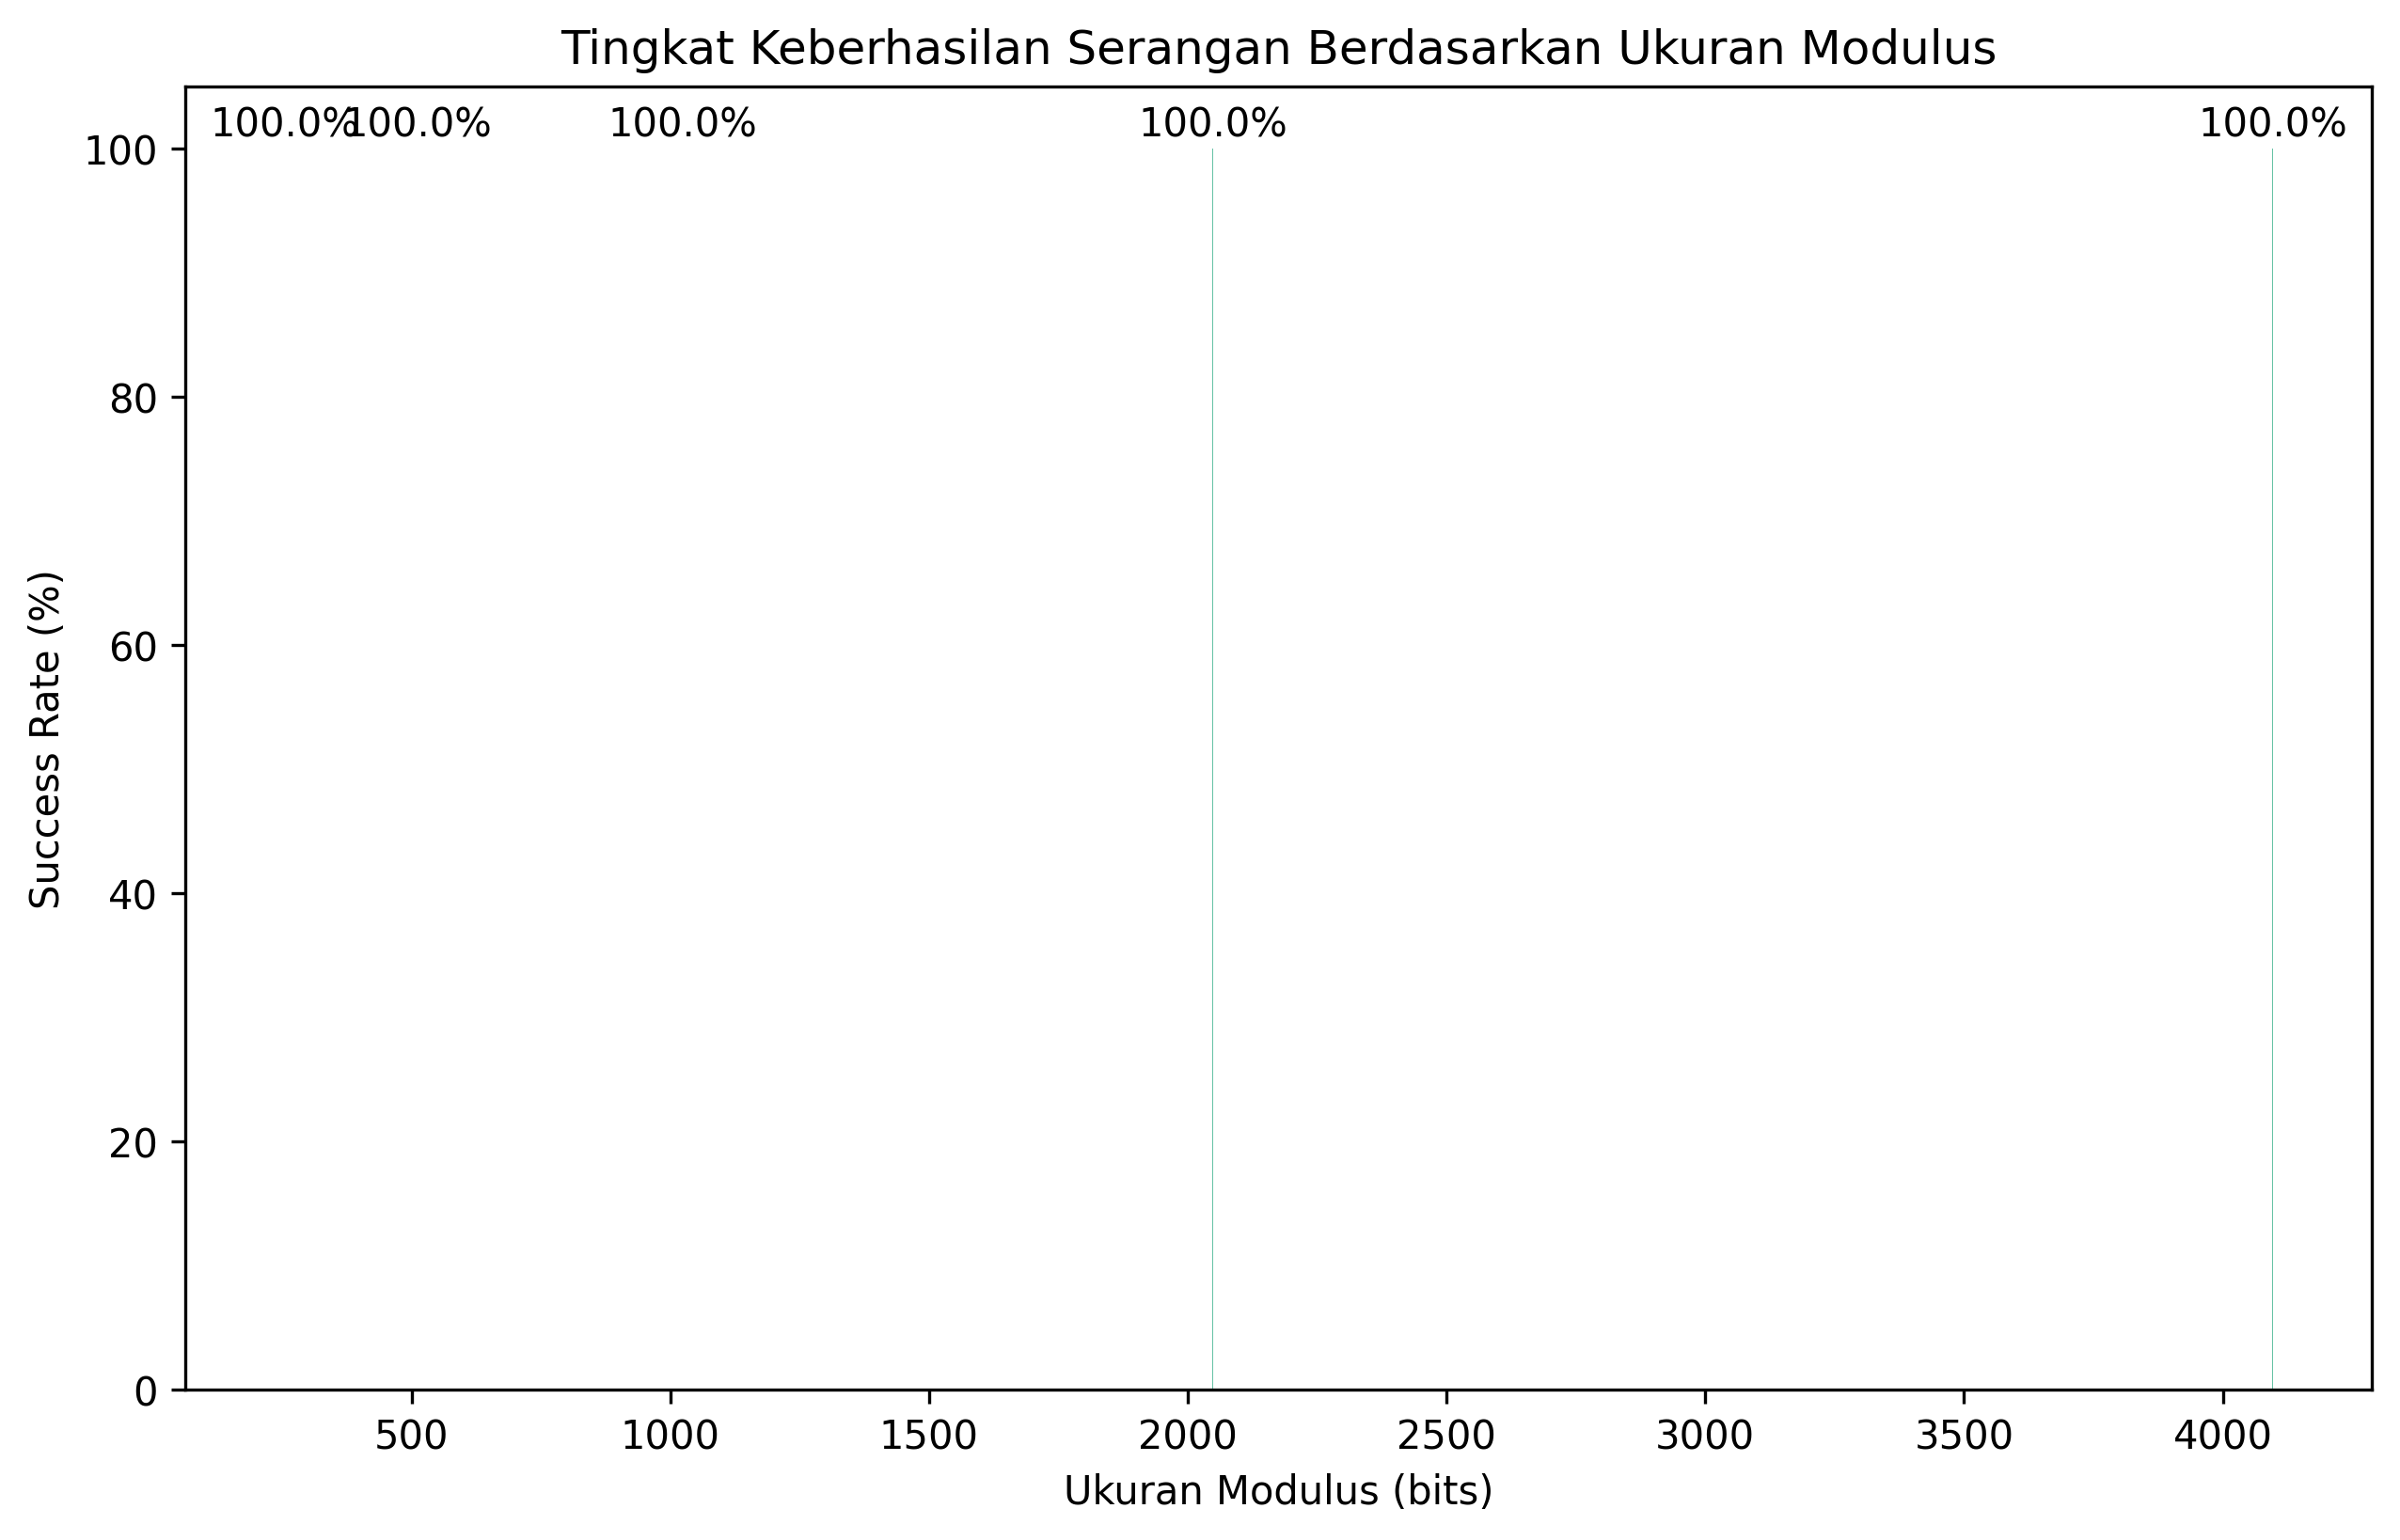 Tingkat Keberhasilan Serangan Berdasarkan Ukuran Modulus
100.0% 100.0% 100.0% 100.0% 100.0%
100
80
60
40
20
0
Success Rate (%)
500 1000 1500 2000 2500 3000 3500 4000
Ukuran Modulus (bits)